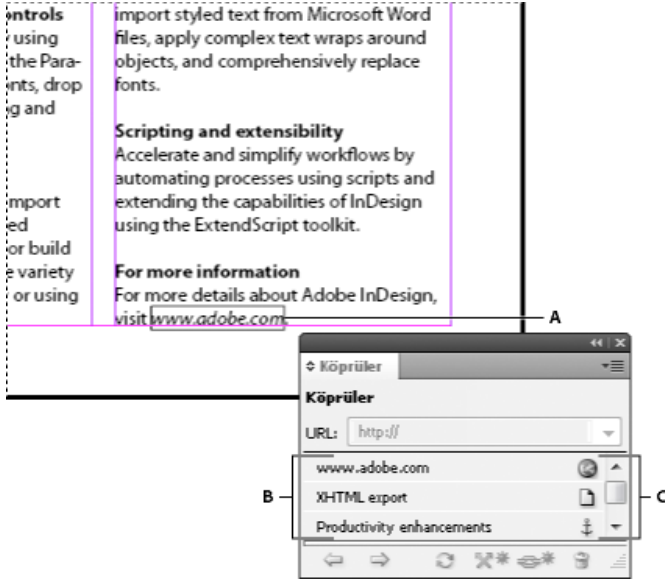 ontrols
using
the Para-
nts, drop
g and
mport
ed
or build
e variety
or using
import styled text from Microsoft Word
files, apply complex text wraps around
objects, and comprehensively replace
fonts.
Scripting and extensibility
Accelerate and simplify workflows by
automating processes using scripts and
extending the capabilities of InDesign
using the ExtendScript toolkit.
For more information
For more details about Adobe InDesign,
visit www.adobe.com.
A
Köprüler
Köprüler
URL: http://
www.adobe.com
XHTML export
Productivity enhancements
B
C